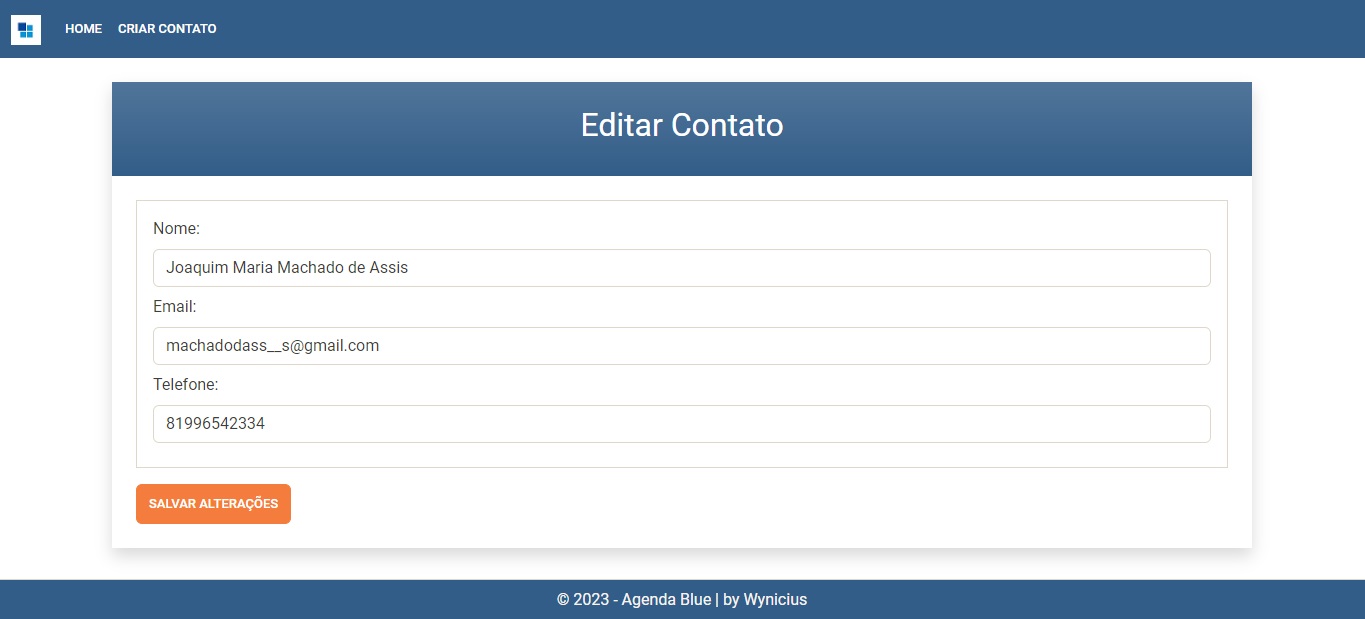 HOME CRIAR CONTATO
Editar Contato
Nome:
Joaquim Maria Machado de Assis
Email:
machadodass__s@gmail.com
Telefone:
81996542334
SALVAR ALTERAÇÕES
© 2023 - Agenda Blue | by Wynicius